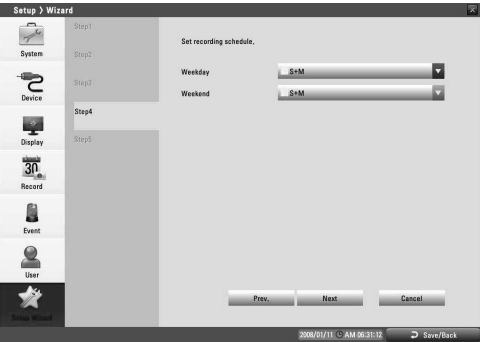 Setup > Wizard
System
Device
Display
30
Record
Event
User
Setup Wizard
Step1
Step2
Step3
Step4
Step5
Set recording schedule.
Weekday
S+M
Weekend
S+M
Prev.
Next
Cancel
2008/01/11 AM 06:31:12
Save/Back